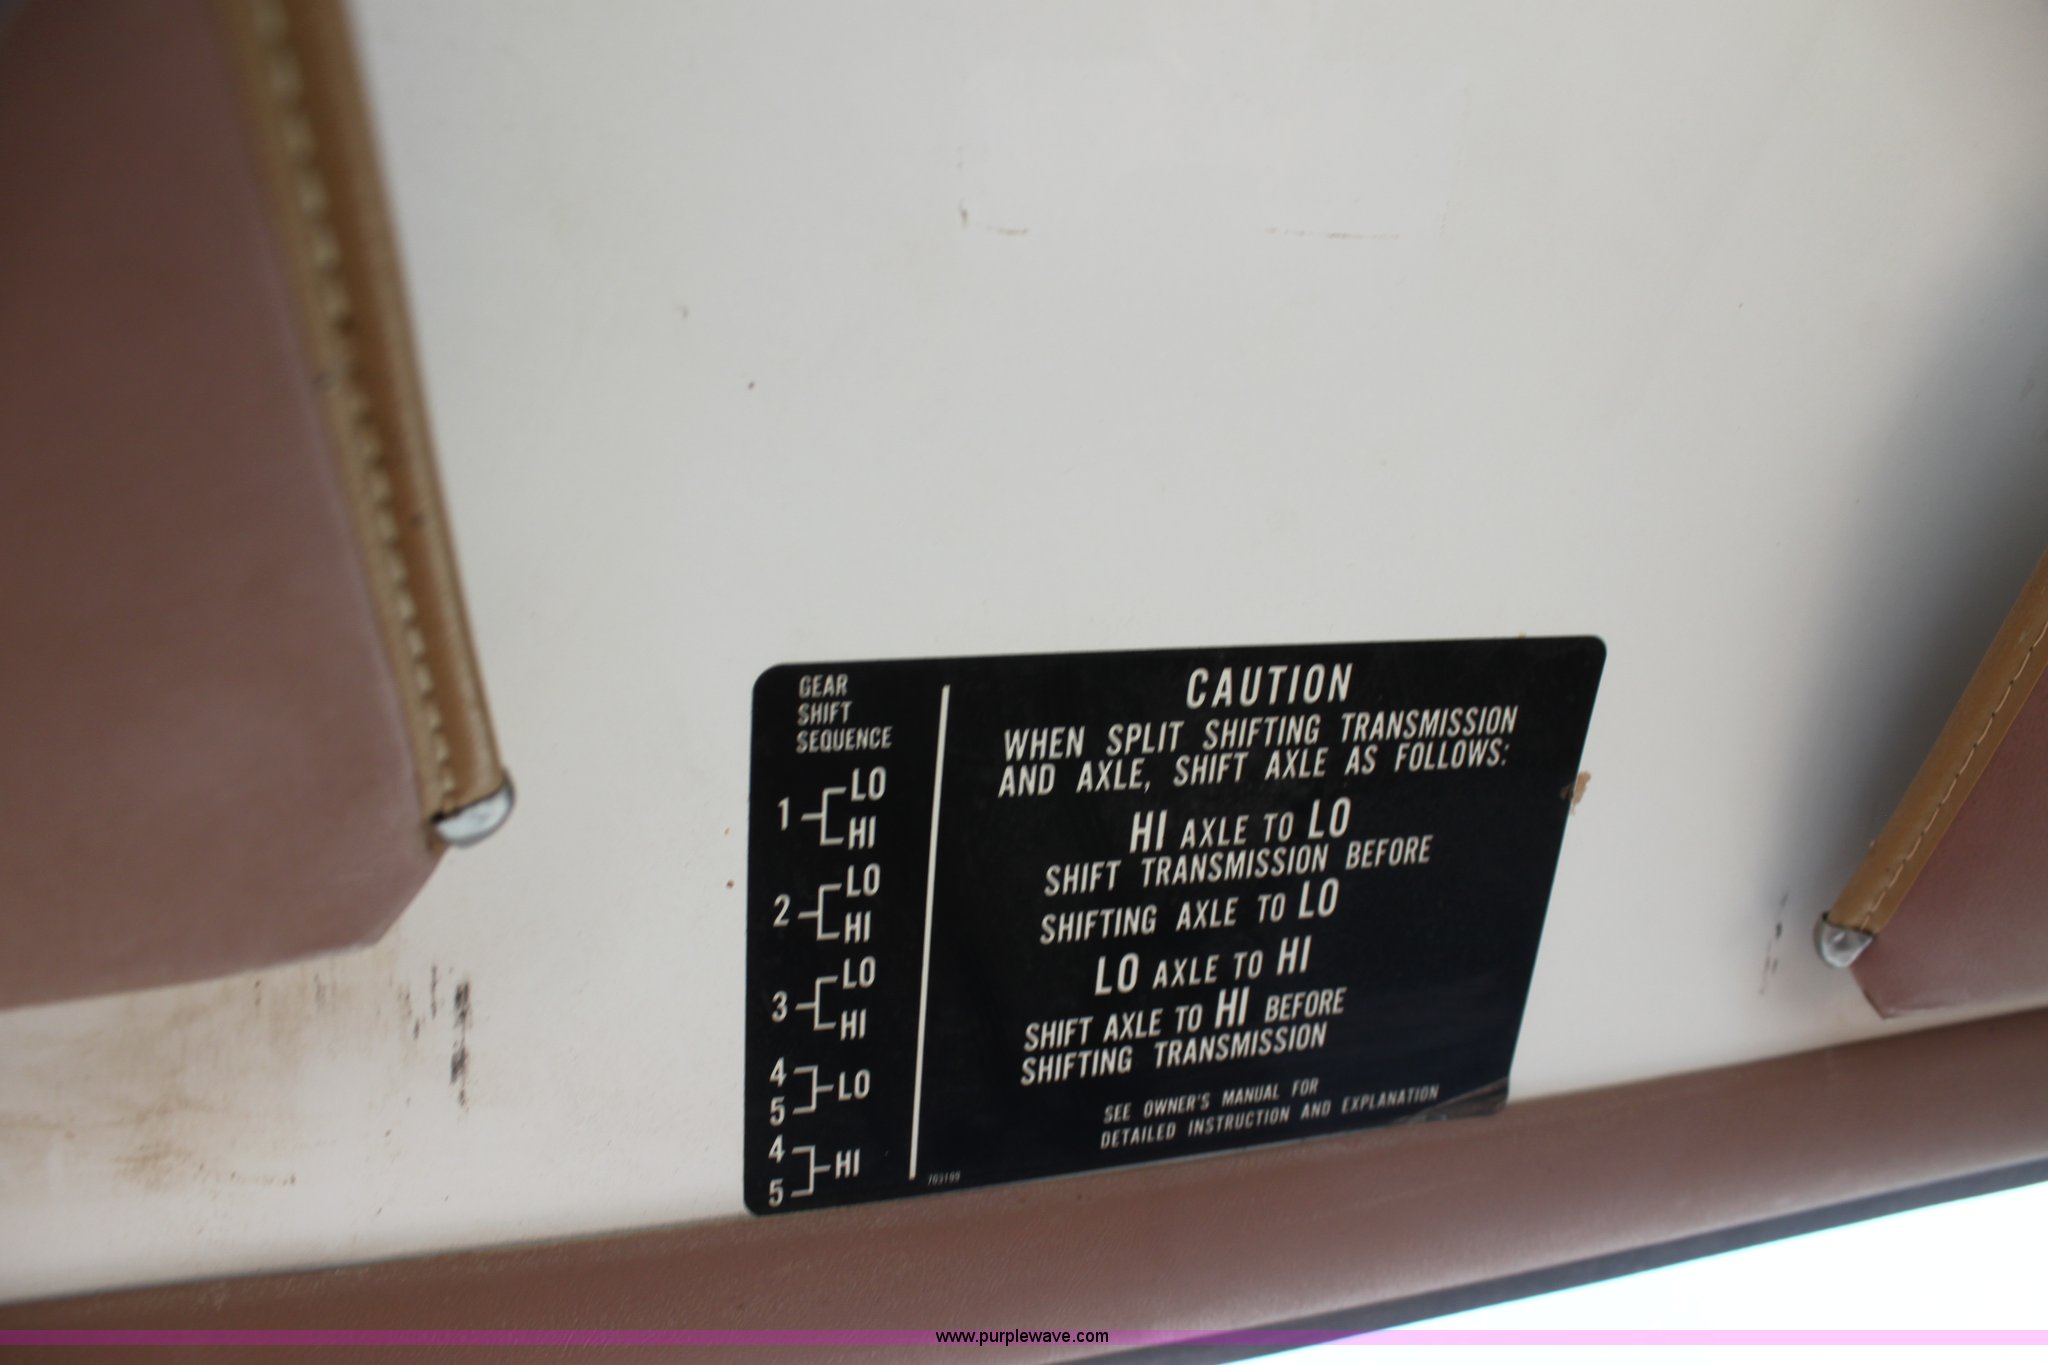 GEAR
SHIFT
SEQUENCE
1 LO
HI
2 LO
HI
3 LO
HI
4
5 LO
4
5 HI
CAUTION
WHEN SPLIT SHIFTING TRANSMISSION
AND AXLE, SHIFT AXLE AS FOLLOWS:
HI AXLE TO LO
SHIFT TRANSMISSION BEFORE
SHIFTING AXLE TO LO
LO AXLE TO HI
SHIFT AXLE TO HI BEFORE
SHIFTING TRANSMISSION
SEE OWNER'S MANUAL FOR
DETAILED INSTRUCTION AND EXPLANATION
www.purplewave.com